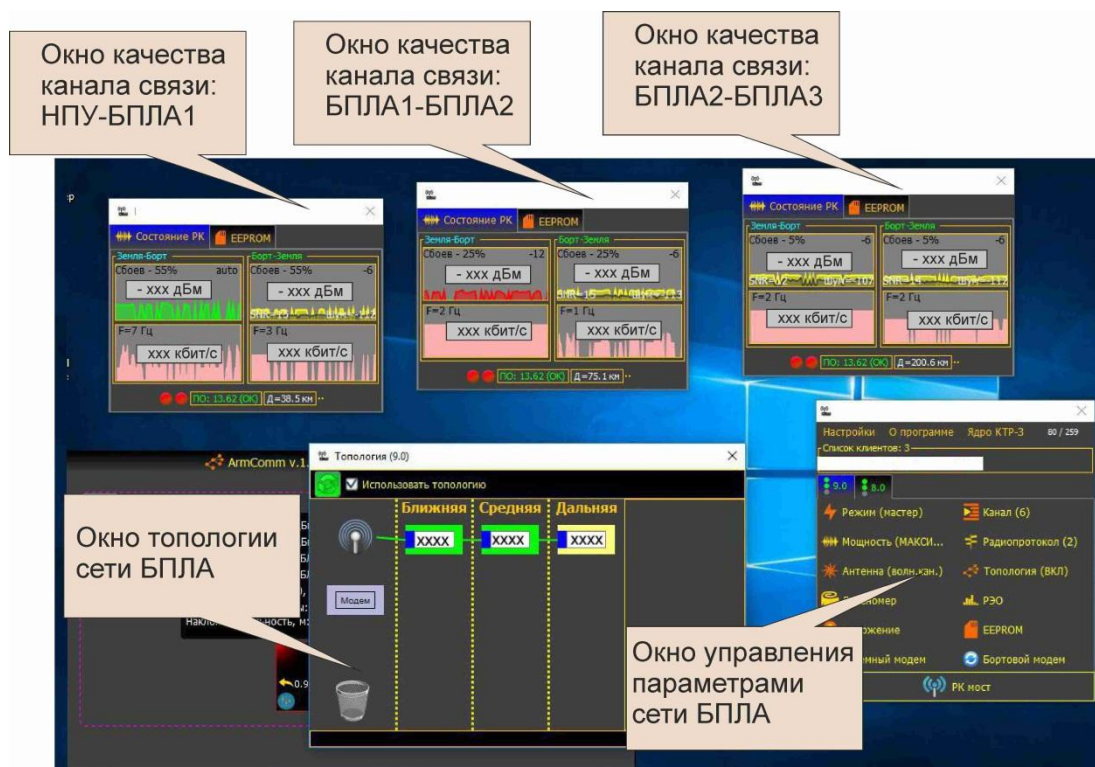 Окно качества
канала связи:
НПУ-БПЛА1
Окно качества
канала связи:
БПЛА1-БПЛА2
Окно качества
канала связи:
БПЛА2-БПЛА3
Состояние РК EEPROM
Земля-Борт Борт-Земля
Сбоев - 55% auto Сбоев - 55% -6
- xxx дБм - xxx дБм
F=7 Гц F=3 Гц
xxx кбит/с xxx кбит/с
ПО: 13.62 (OK) Д=38.5 км
Состояние РК EEPROM
Земля-Борт Борт-Земля
Сбоев - 25% -12 Сбоев - 25% -6
- xxx дБм - xxx дБм
F=2 Гц F=1 Гц
xxx кбит/с xxx кбит/с
ПО: 13.62 (OK) Д=75.1 км
Состояние РК EEPROM
Земля-Борт Борт-Земля
Сбоев - 5% -6 Сбоев - 5% -6
- xxx дБм - xxx дБм
F=2 Гц F=2 Гц
xxx кбит/с xxx кбит/с
ПО: 13.62 (OK) Д=200.6 км
ArmComm v.1.
Топология (9.0)
Использовать топологию
Ближняя Средняя Дальняя
xxxx xxxx xxxx
Модем
Окно топологии
сети БПЛА
Настройки О программе Ядро КТР-3 80 / 259
Список клиентов: 3
9.0 8.0
Режим (мастер) Канал (6)
Мощность (МАКСИ... Радиопротокол (2)
Антенна (волн.кан.) Топология (ВКЛ)
РЭО
EEPROM
Бортовой модем
РК мост
Окно управления
параметрами
сети БПЛА